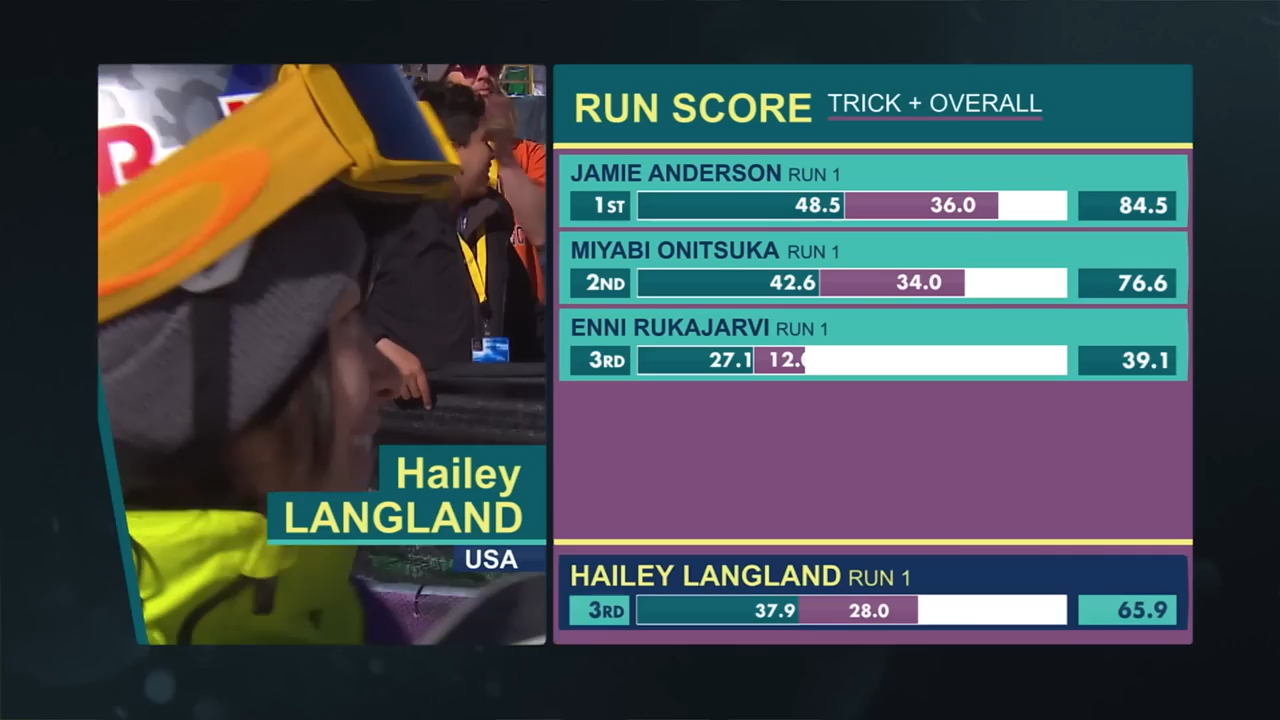 RUN SCORE TRICK + OVERALL
JAMIE ANDERSON RUN 1
1ST 48.5 36.0 84.5
MIYABI ONITSUKA RUN 1
2ND 42.6 34.0 76.6
ENNI RUKAJARVI RUN 1
3RD 27.1 12.0 39.1
Hailey
LANGLAND
USA
HAILEY LANGLAND RUN 1
3RD 37.9 28.0 65.9